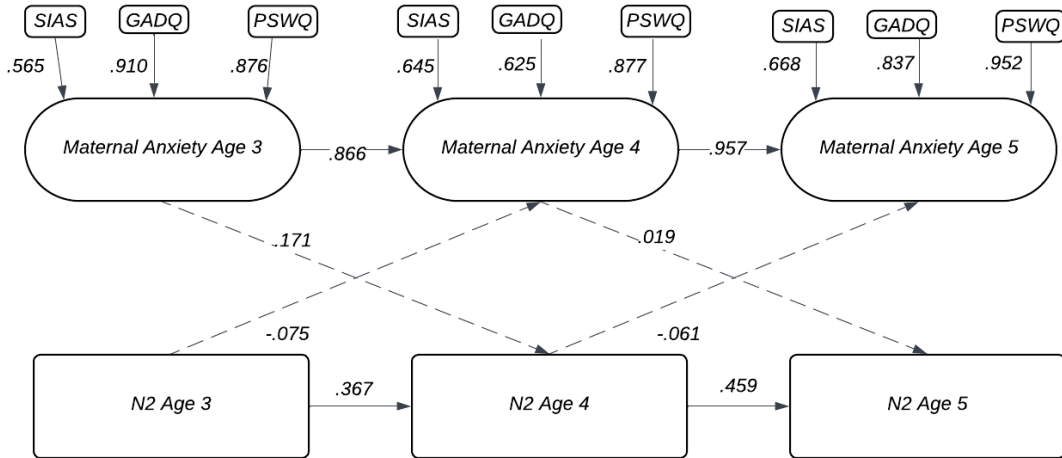 SIAS GADQ PSWQ SIAS GADQ PSWQ SIAS GADQ PSWQ
.565 .910 .876 .645 .625 .877 .668 .837 .952
Maternal Anxiety Age 3 .866 Maternal Anxiety Age 4 .957 Maternal Anxiety Age 5
.171 .019
-.075 -.061
N2 Age 3 .367 N2 Age 4 .459 N2 Age 5